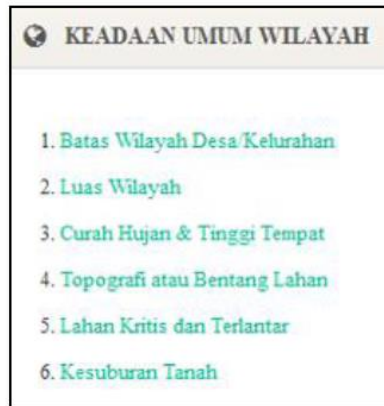 KEADAAN UMUM WILAYAH
1. Batas Wilayah Desa/Kelurahan
2. Luas Wilayah
3. Curah Hujan & Tinggi Tempat
4. Topografi atau Bentang Lahan
5. Lahan Kritis dan Terlantar
6. Kesuburan Tanah